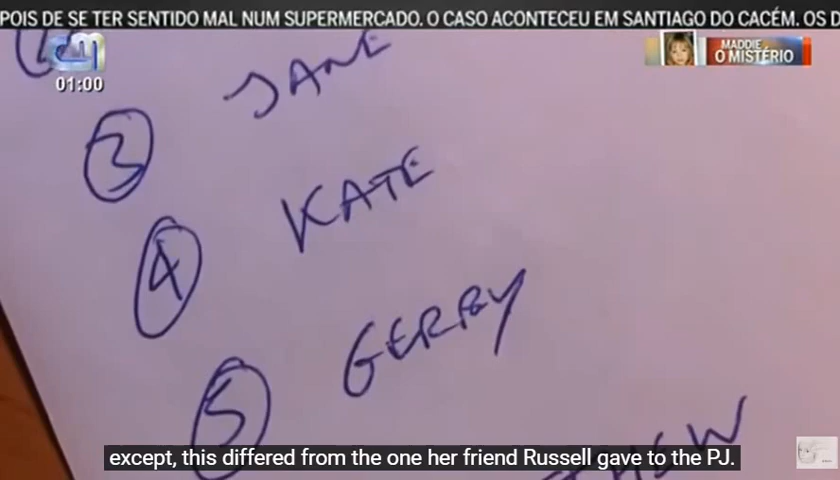 POIS DE SE TER SENTIDO MAL NUM SUPERMERCADO. O CASO ACONTECEU EM SANTIAGO DO CACÉM. OS D
CM
01:00
MADDIE
O MISTÉRIO
3 JANE
4 KATE
5 GERRY
THEW
except, this differed from the one her friend Russell gave to the PJ.